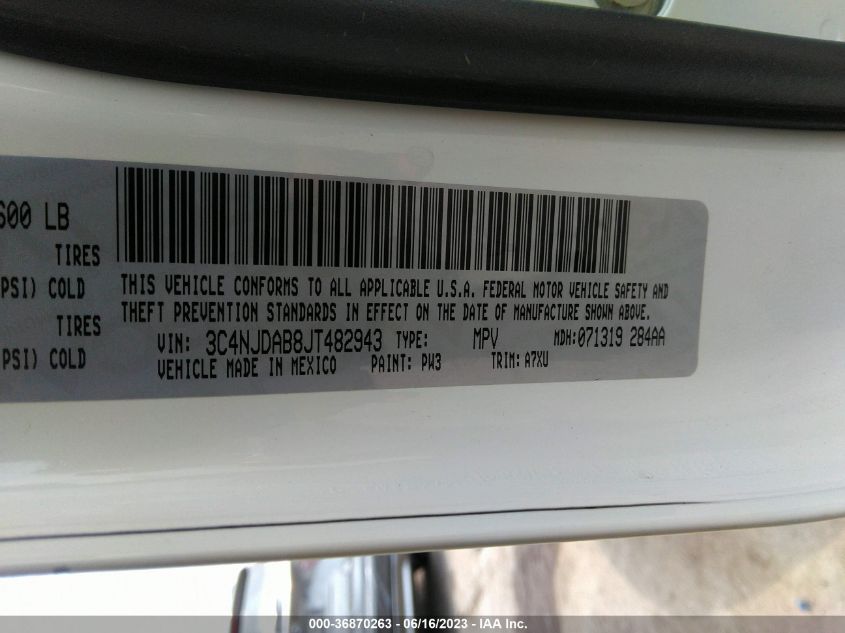 600 LB
TIRES
PSI) COLD
TIRES
(PSI) COLD
THIS VEHICLE CONFORMS TO ALL APPLICABLE U.S.A. FEDERAL MOTOR VEHICLE SAFETY AND
THEFT PREVENTION STANDARDS IN EFFECT ON THE DATE OF MANUFACTURE SHOWN ABOVE.
VIN: 3C4NJDAB8JT482943 TYPE: MPV MDH:071319 284AA
VEHICLE MADE IN MEXICO PAINT: PW3 TRIM: A7XU
000-36870263 - 06/16/2023 - IAA Inc.